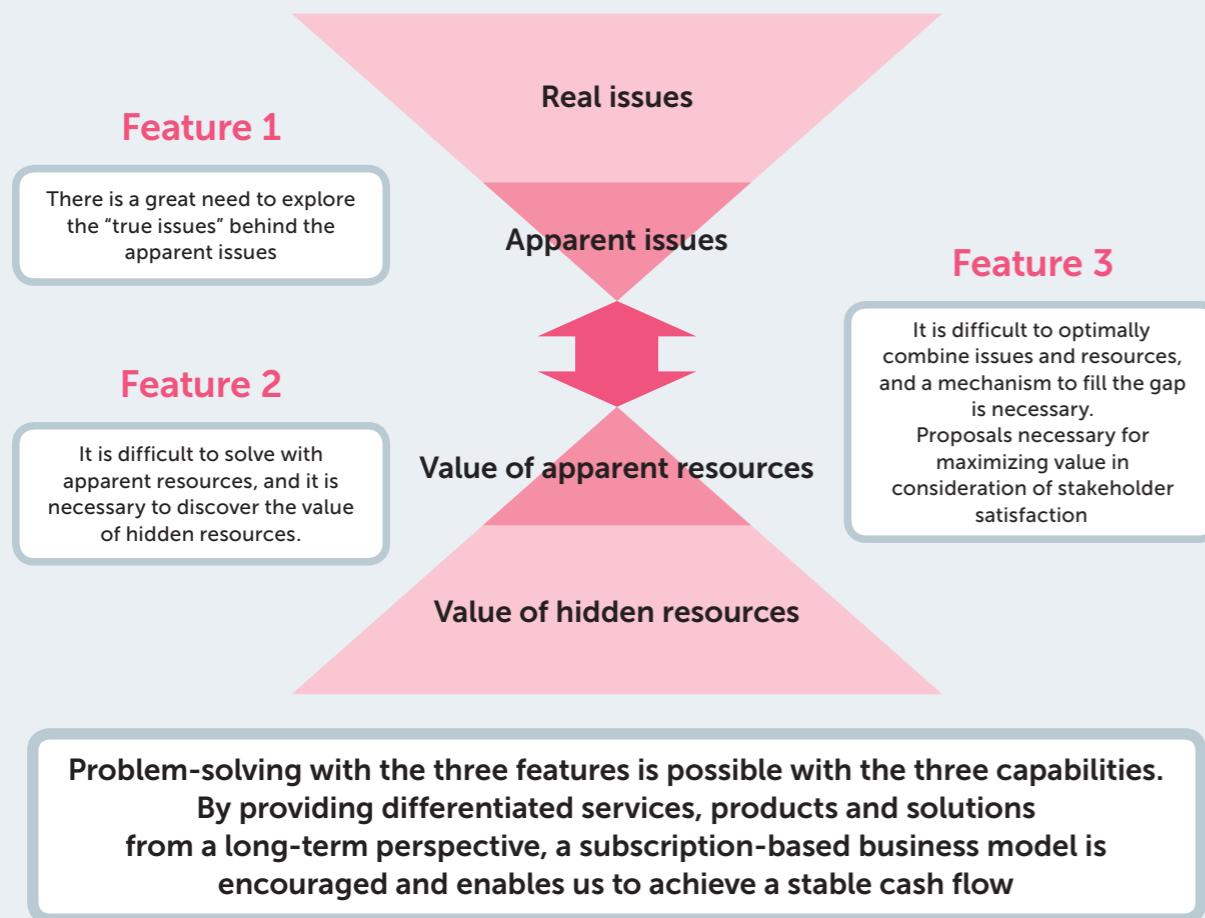 Real issues
Feature 1
There is a great need to explore
the “true issues” behind the
apparent issues
Apparent issues
Feature 3
It is difficult to optimally
combine issues and resources,
and a mechanism to fill the gap
is necessary.
Proposals necessary for
maximizing value in
consideration of stakeholder
satisfaction
Feature 2
It is difficult to solve with
apparent resources, and it is
necessary to discover the value
of hidden resources.
Value of apparent resources
Value of hidden resources
Problem-solving with the three features is possible with the three capabilities.
By providing differentiated services, products and solutions
from a long-term perspective, a subscription-based business model is
encouraged and enables us to achieve a stable cash flow